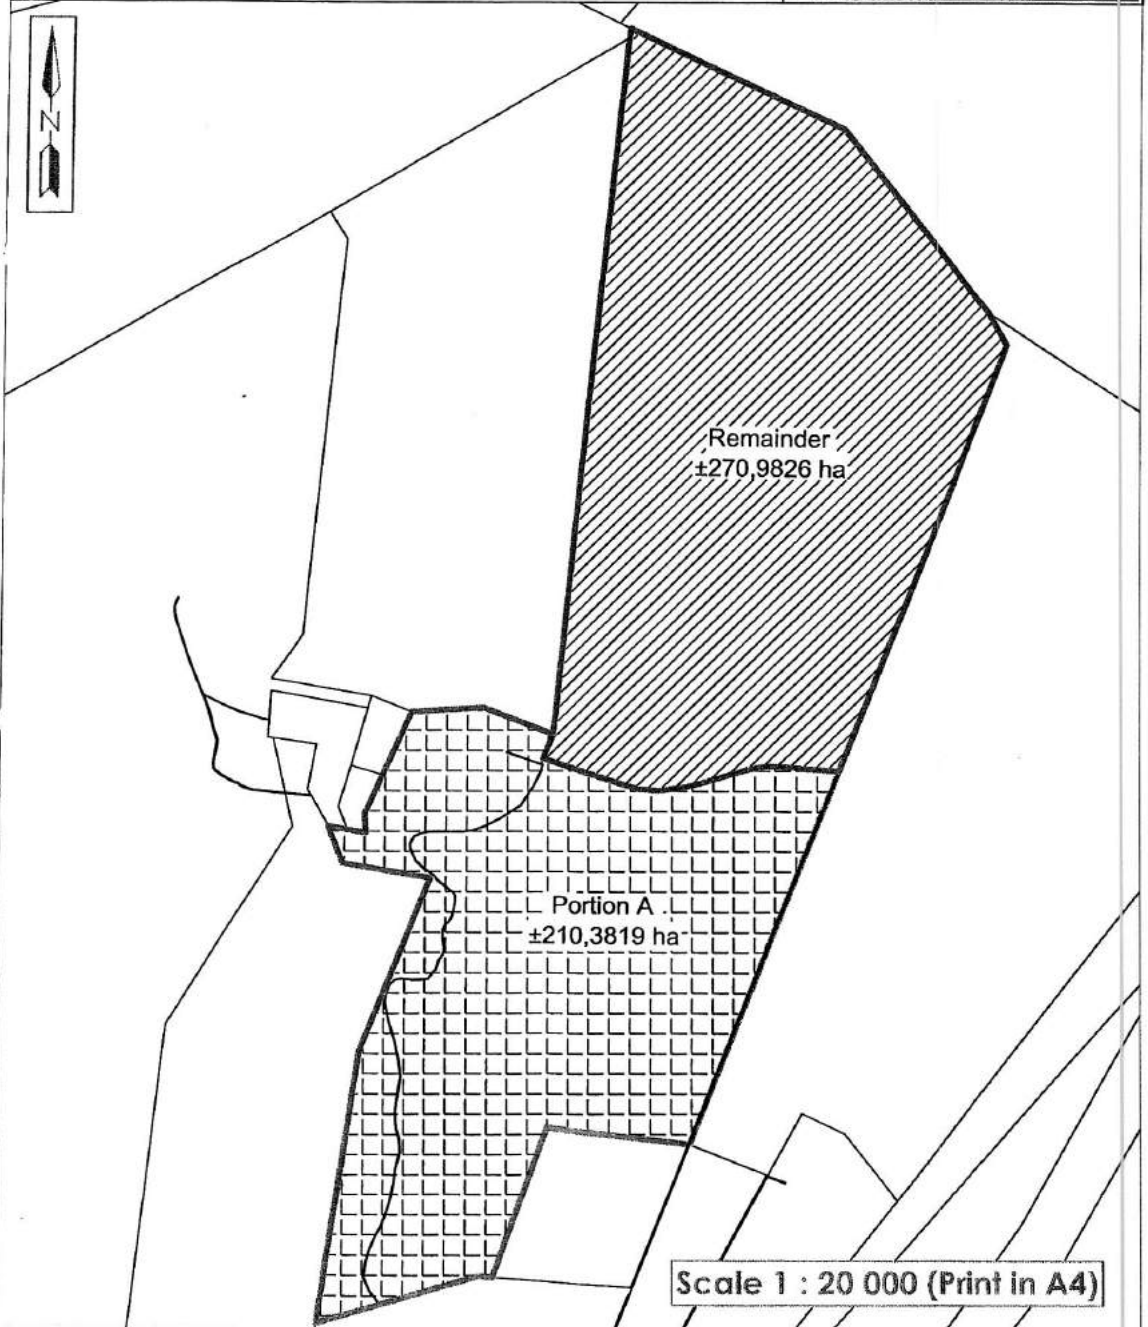 N
Remainder
±270,9826 ha
Portion A
±210,3819 ha
Scale 1 : 20 000 (Print in A4)